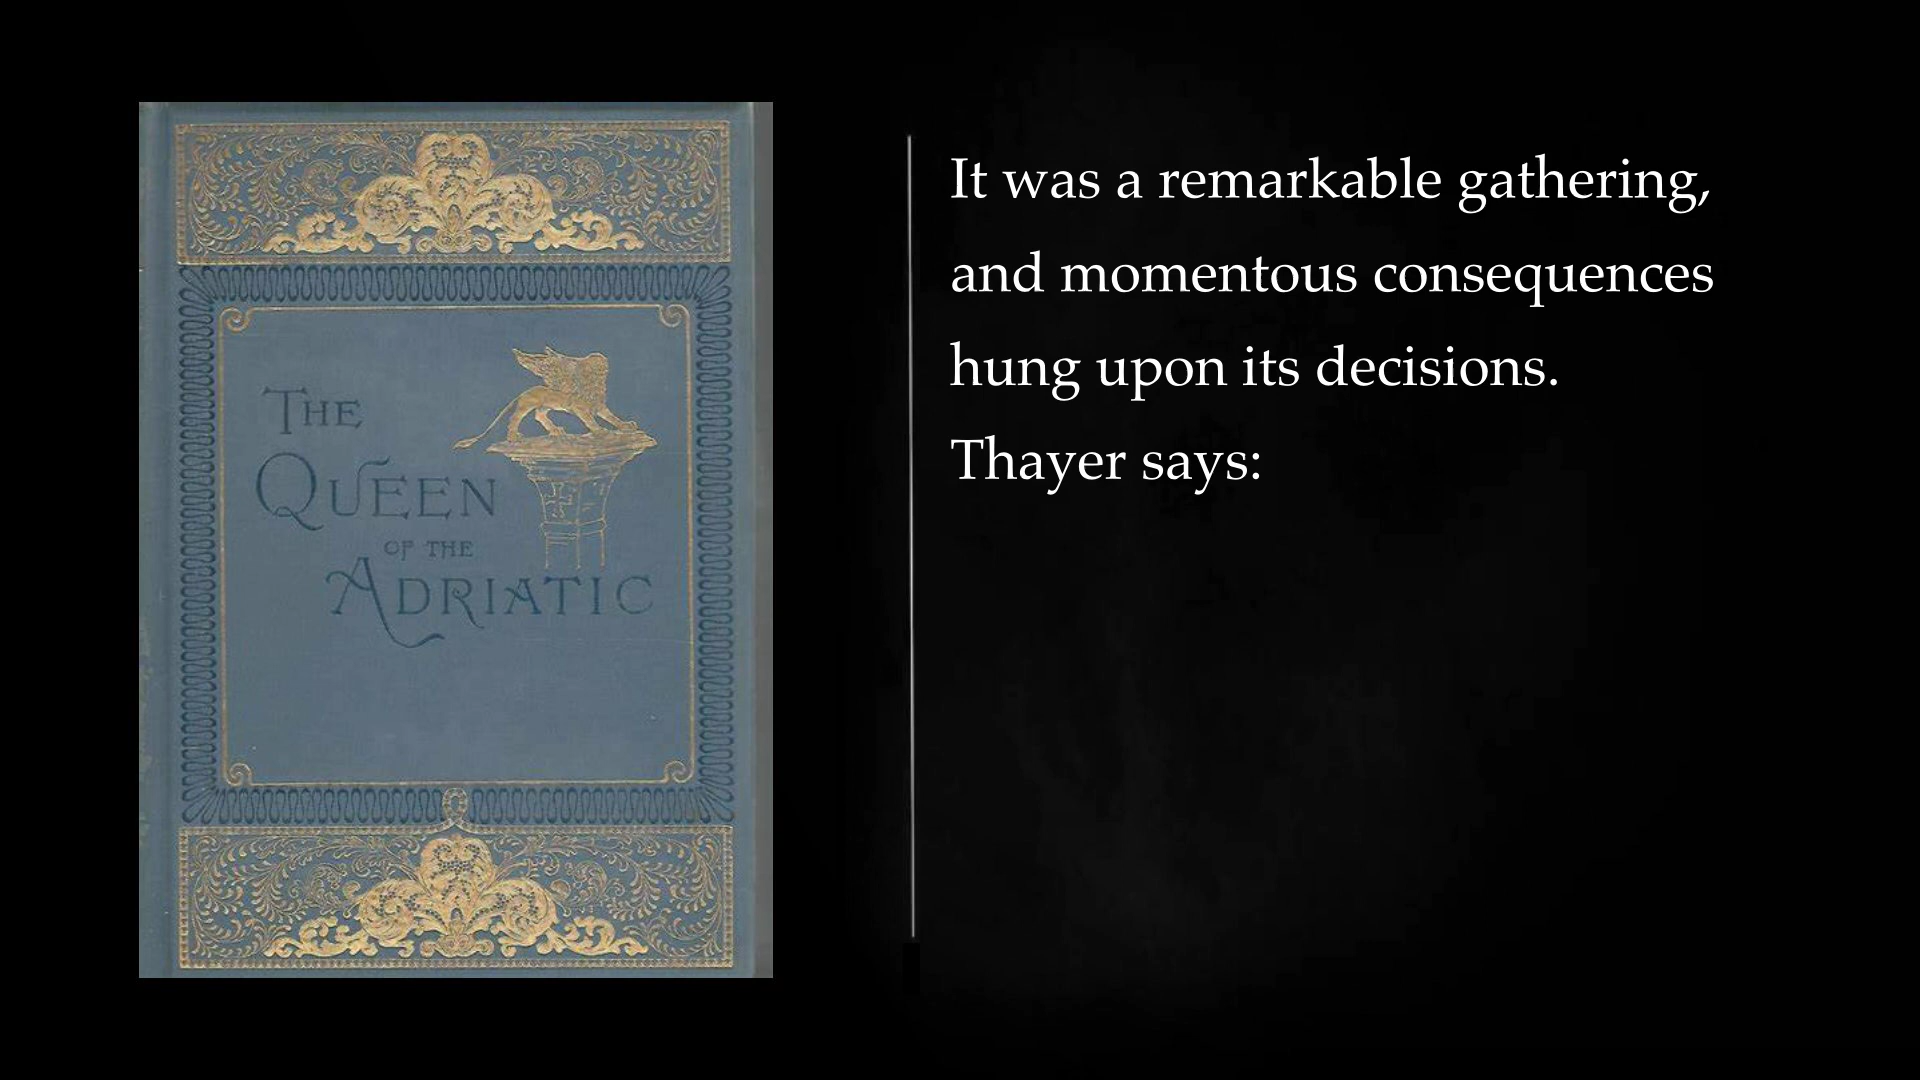 THE
QUEEN
OF THE
ADRIATIC
It was a remarkable gathering,
and momentous consequences
hung upon its decisions.
Thayer says: